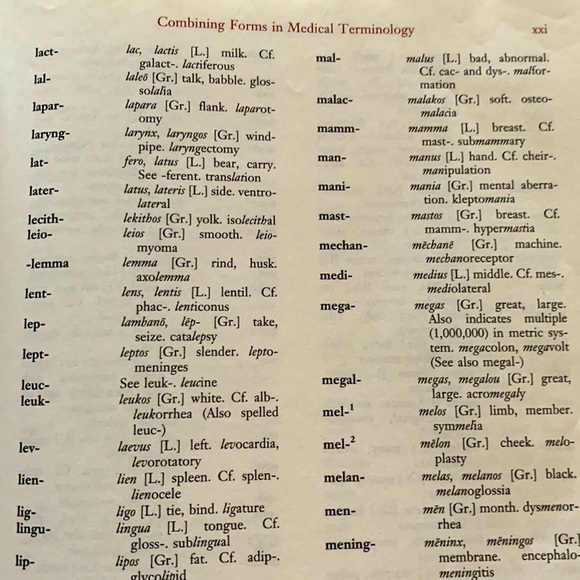 Combining Forms in Medical Terminology xxi
lact- lac, lactis [L.] milk. Cf.
galact-. lactiferous
lal- laleō [Gr.] talk, babble. glos-
solalia
lapar- lapara [Gr.] flank. laparot-
omy
laryng- larynx, laryngos [Gr.] wind-
pipe. laryngectomy
lat- fero, latus [L.] bear, carry.
See -ferent. translation
later- latus, lateris [L.] side. ventro-
lateral
lecith- lekithos [Gr.] yolk. isolecithal
leio- leios [Gr.] smooth. leio-
myoma
-lemma lemma [Gr.] rind, husk.
axolemma
lent- lens, lentis [L.] lentil. Cf.
phac-. lenticonus
lep- lambanō, lēp- [Gr.] take,
seize. catalepsy
lept- leptos [Gr.] slender. lepto-
meninges
leuc- See leuk-. leucine
leuk- leukos [Gr.] white. Cf. alb-.
leukorrhea (Also spelled
leuc-)
lev- laevus [L.] left. levocardia,
levorotatory
lien- lien [L.] spleen. Cf. splen-.
lienocele
lig- ligo [L.] tie, bind. ligature
lingu- lingua [L.] tongue. Cf.
gloss-. sublingual
lip- lipos [Gr.] fat. Cf. adip-.
glycolipid
mal- malus [L.] bad, abnormal.
Cf. cac- and dys-. malfor-
mation
malac- malakos [Gr.] soft. osteo-
malacia
mamm- mamma [L.] breast. Cf.
mast-. submammary
man- manus [L.] hand. Cf. cheir-.
manipulation
mani- mania [Gr.] mental aberra-
tion. kleptomania
mast- mastos [Gr.] breast. Cf.
mamm-. hypermastia
mechan- mēchanē [Gr.] machine.
mechanoreceptor
medi- medius [L.] middle. Cf. mes-.
mediolateral
mega- megas [Gr.] great, large.
Also indicates multiple
(1,000,000) in metric sys-
tem. megacolon, megavolt
(See also megal-)
megal- megas, megalou [Gr.] great,
large. acromegaly
mel-¹ melos [Gr.] limb, member.
symmelia
mel-² mēlon [Gr.] cheek. melo-
plasty
melan- melas, melanos [Gr.] black.
melanoglossia
men- mēn [Gr.] month. dysmenor-
rhea
mening- mēninx, mēningos [Gr.]
membrane. encephalo-
meningitis